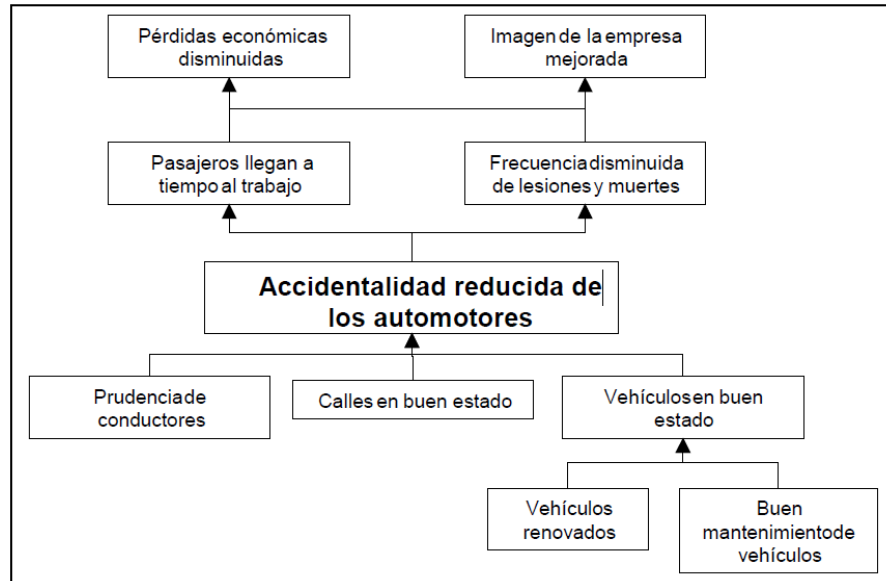 Pérdidas económicas
disminuidas
Imagen de la empresa
mejorada
Pasajeros llegan a
tiempo al trabajo
Frecuencia disminuida
de lesiones y muertes
Accidentalidad reducida de
los automotores
Prudencia de
conductores
Calles en buen estado
Vehículos en buen
estado
Vehículos
renovados
Buen
mantenimiento de
vehículos